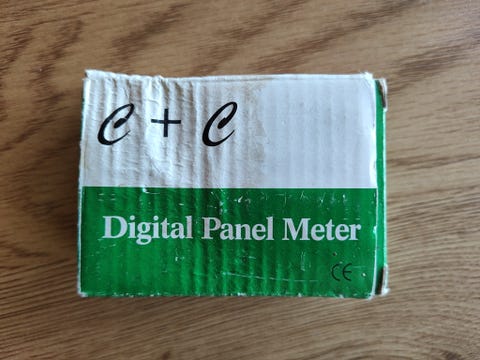 C + C
Digital Panel Meter
CE